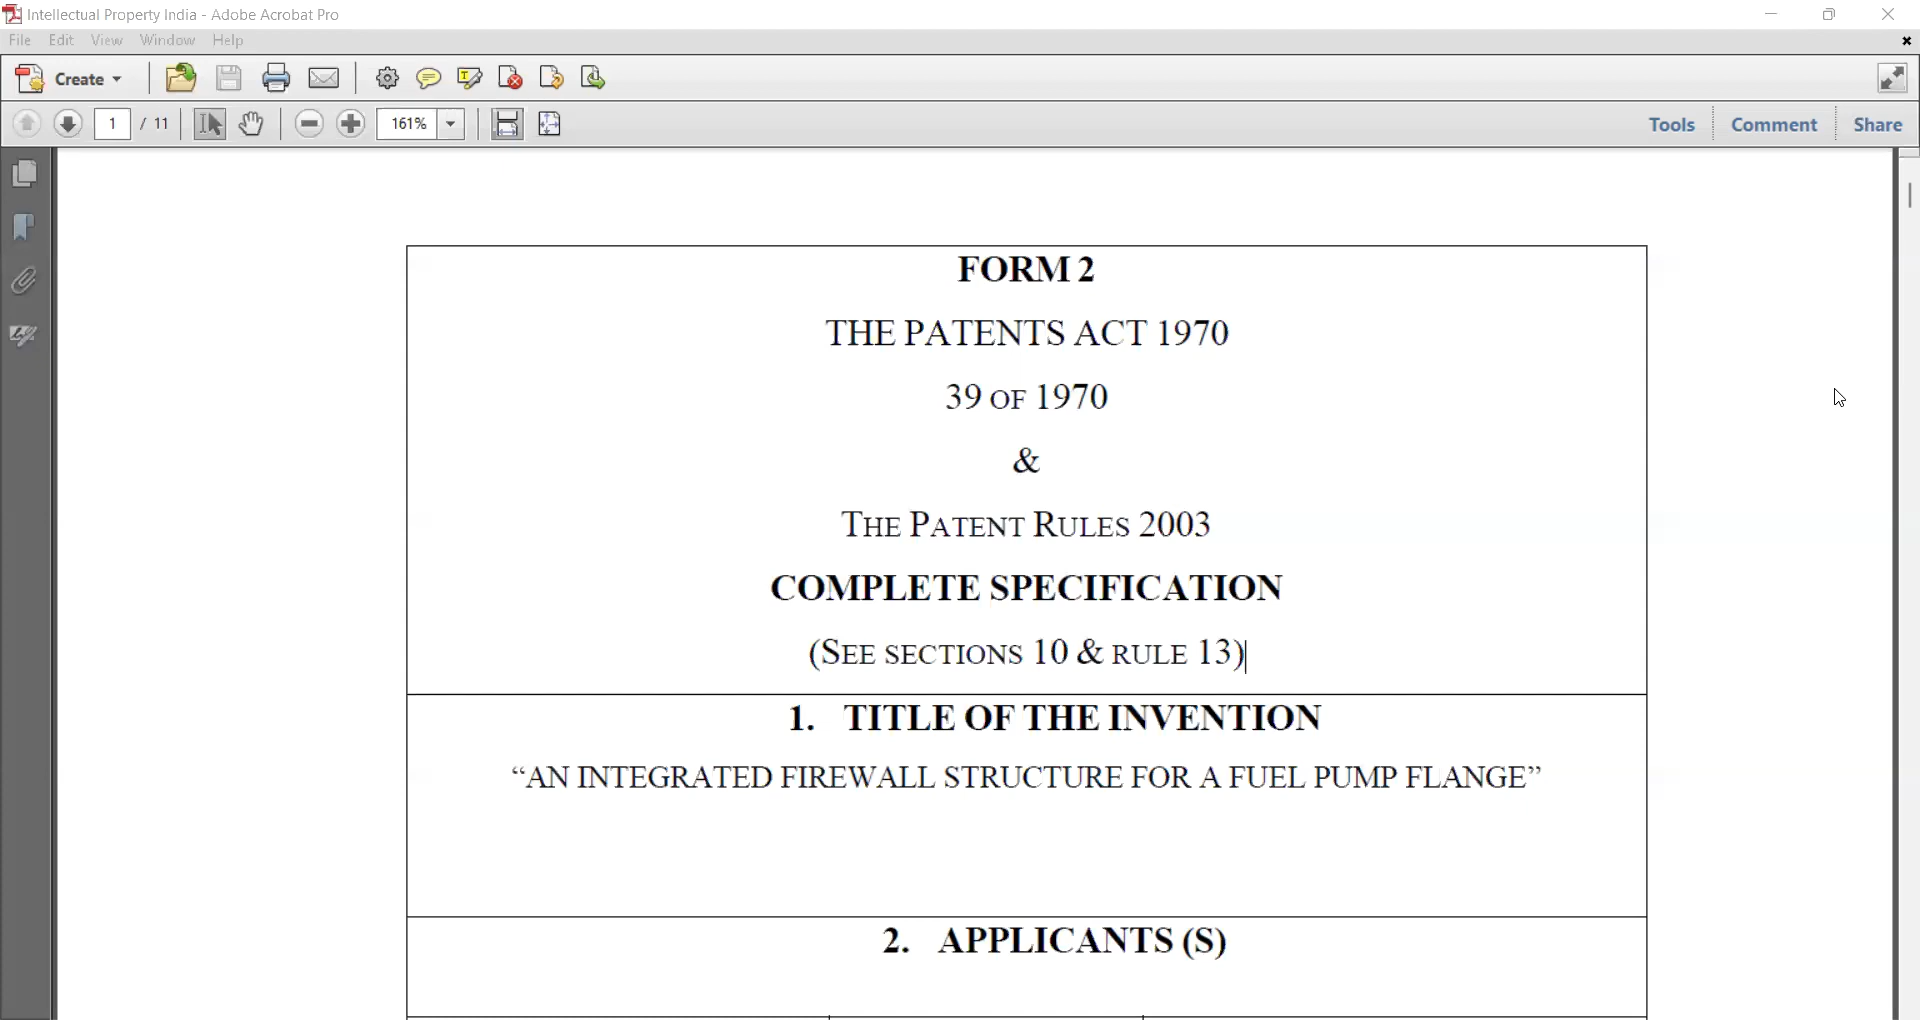 Intellectual Property India - Adobe Acrobat Pro
File Edit View Window Help
Create
1 / 11 161% Tools Comment Share
FORM 2
THE PATENTS ACT 1970
39 OF 1970
&
THE PATENT RULES 2003
COMPLETE SPECIFICATION
(SEE SECTIONS 10 & RULE 13)
1. TITLE OF THE INVENTION
“AN INTEGRATED FIREWALL STRUCTURE FOR A FUEL PUMP FLANGE”
2. APPLICANTS (S)